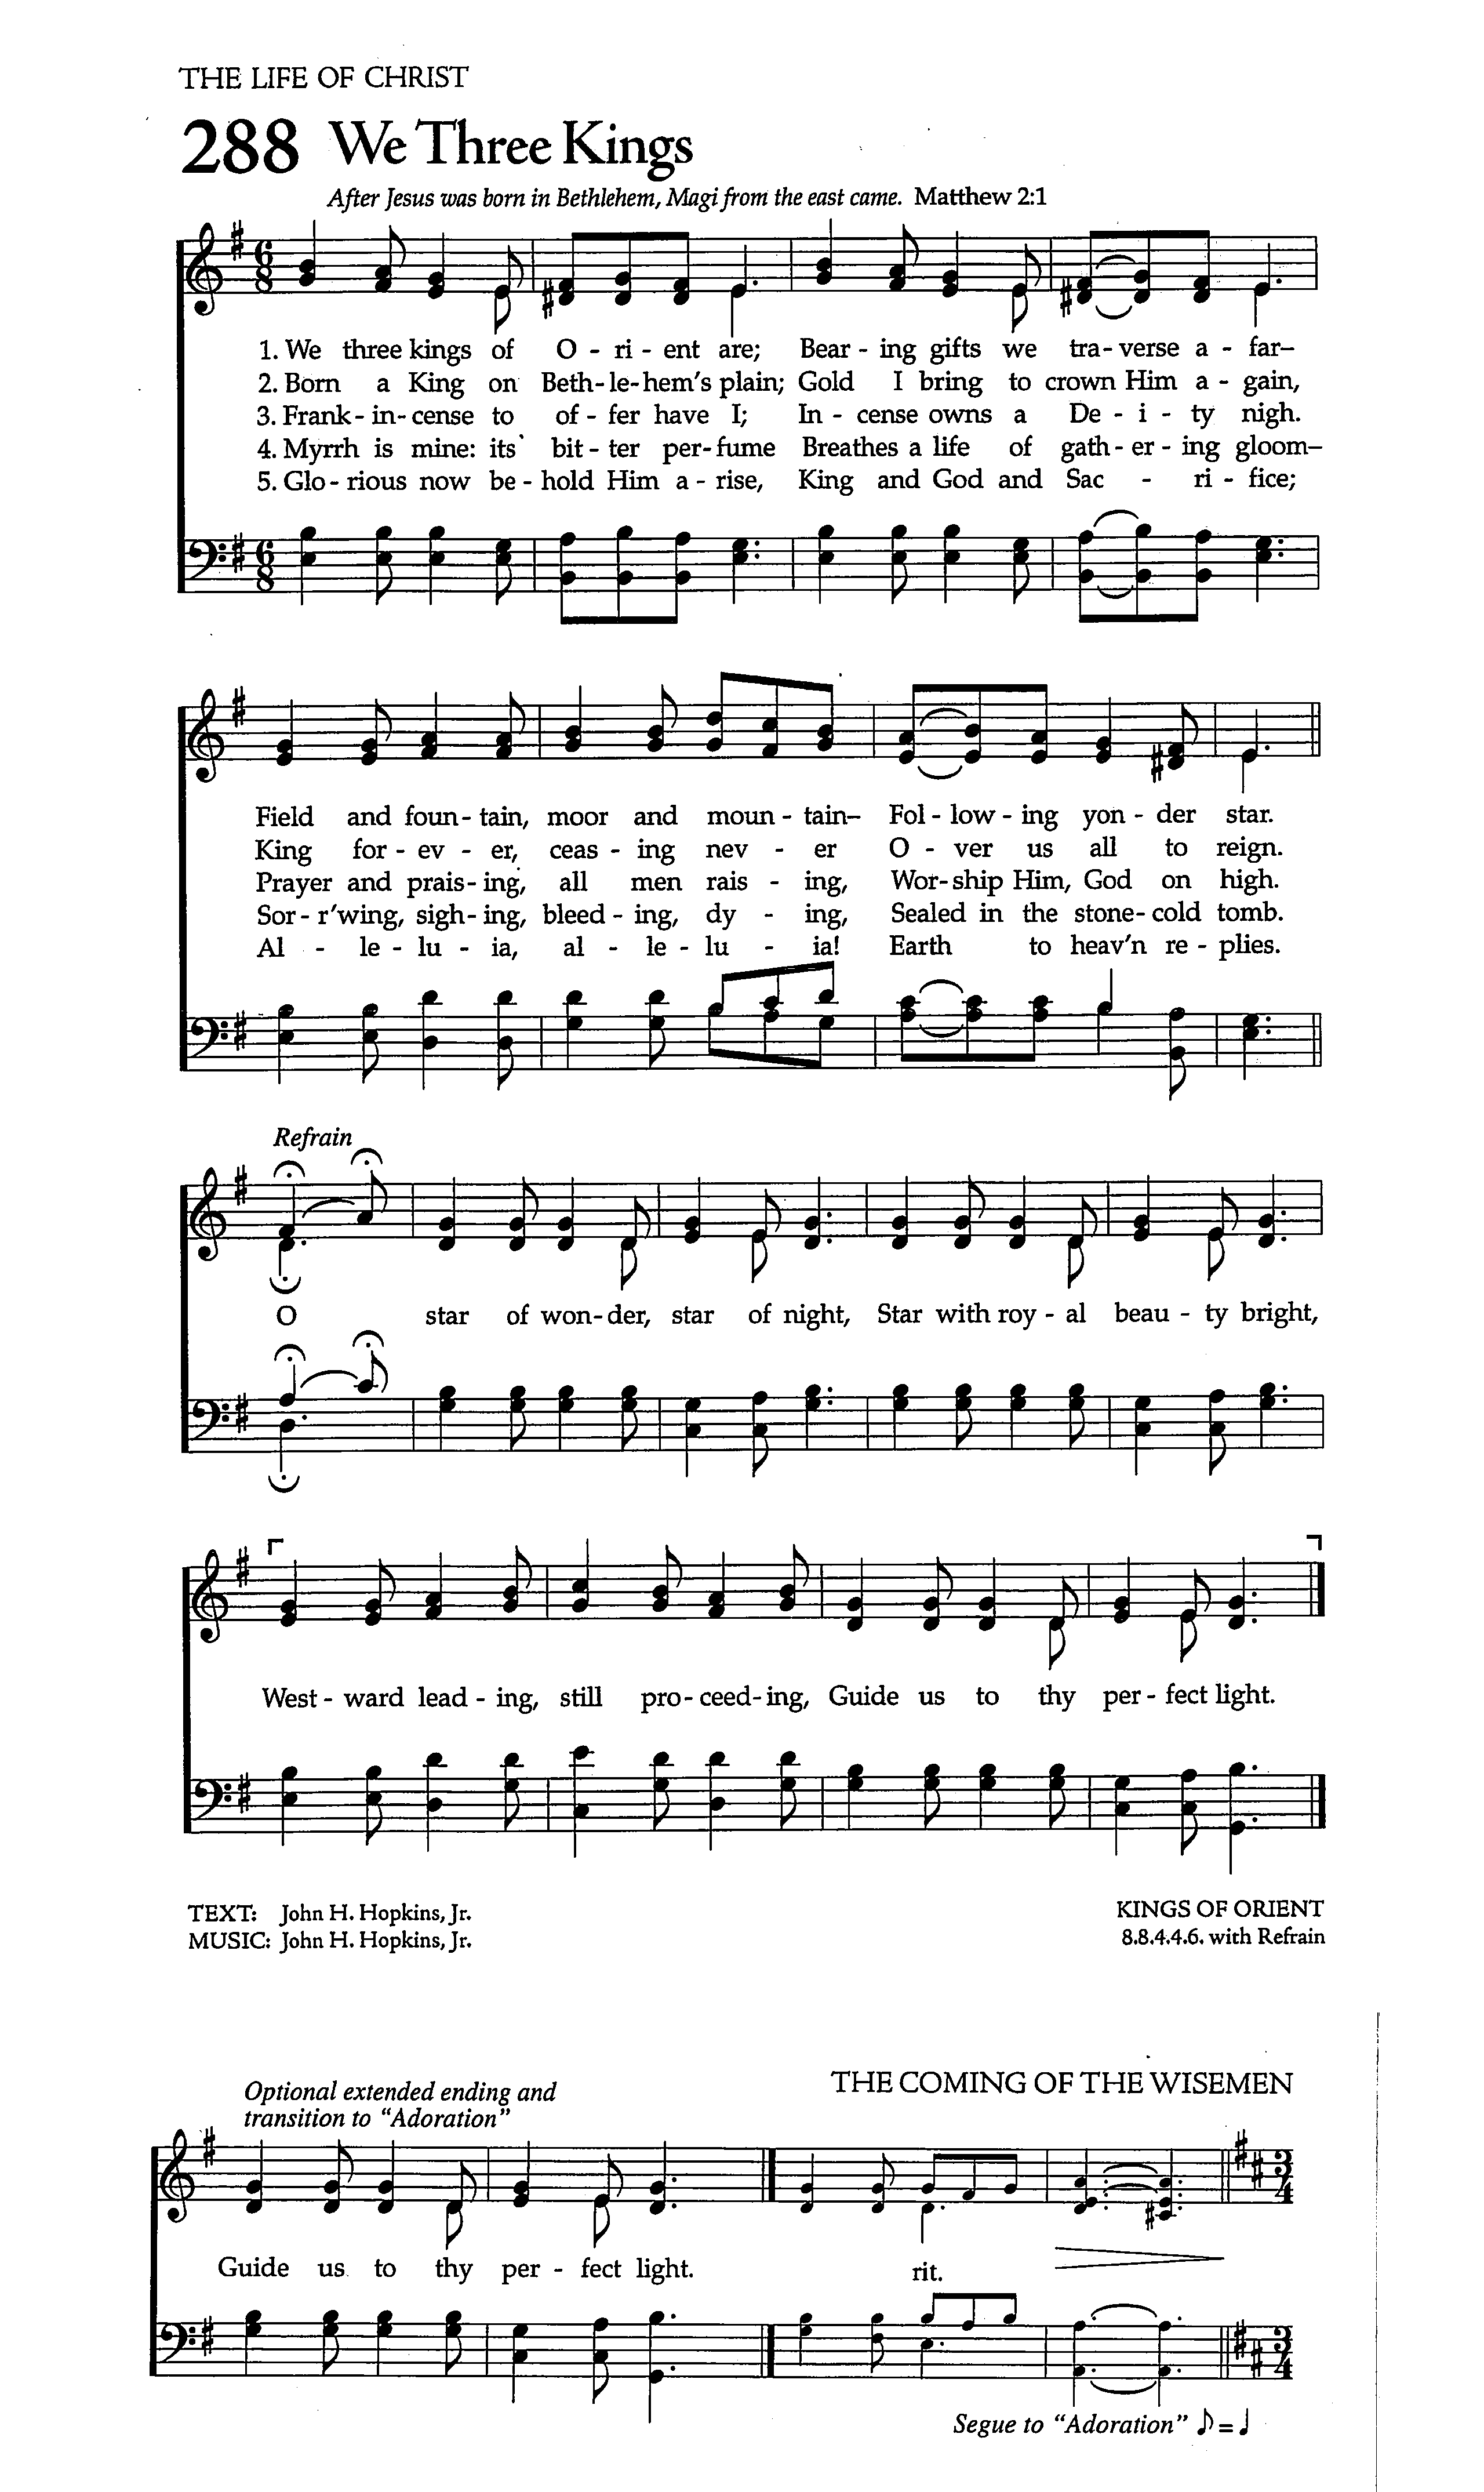 THE LIFE OF CHRIST
288 We Three Kings
After Jesus was born in Bethlehem, Magi from the east came. Matthew 2:1
6 8
1. We three kings of O - ri - ent are; Bear - ing gifts we tra - verse a - far–
2. Born a King on Beth - le - hem's plain; Gold I bring to crown Him a - gain,
3. Frank - in - cense to of - fer have I; In - cense owns a De - i - ty nigh.
4. Myrrh is mine: its bit - ter per - fume Breathes a life of gath - er - ing gloom–
5. Glo - rious now be - hold Him a - rise, King and God and Sac - ri - fice;
6 8
Field and foun - tain, moor and moun - tain– Fol - low - ing yon - der star.
King for - ev - er, ceas - ing nev - er O - ver us all to reign.
Prayer and prais - ing, all men rais - ing, Wor - ship Him, God on high.
Sor - r'wing, sigh - ing, bleed - ing, dy - ing, Sealed in the stone - cold tomb.
Al - le - lu - ia, al - le - lu - ia! Earth to heav'n re - plies.
Refrain
O star of won - der, star of night, Star with roy - al beau - ty bright,
West - ward lead - ing, still pro - ceed - ing, Guide us to thy per - fect light.
TEXT: John H. Hopkins, Jr.
MUSIC: John H. Hopkins, Jr.
KINGS OF ORIENT
8.8.4.4.6. with Refrain
THE COMING OF THE WISEMEN
Optional extended ending and
transition to "Adoration"
3 4
Guide us to thy per - fect light. rit.
3 4
Segue to "Adoration" ♪ = ♩